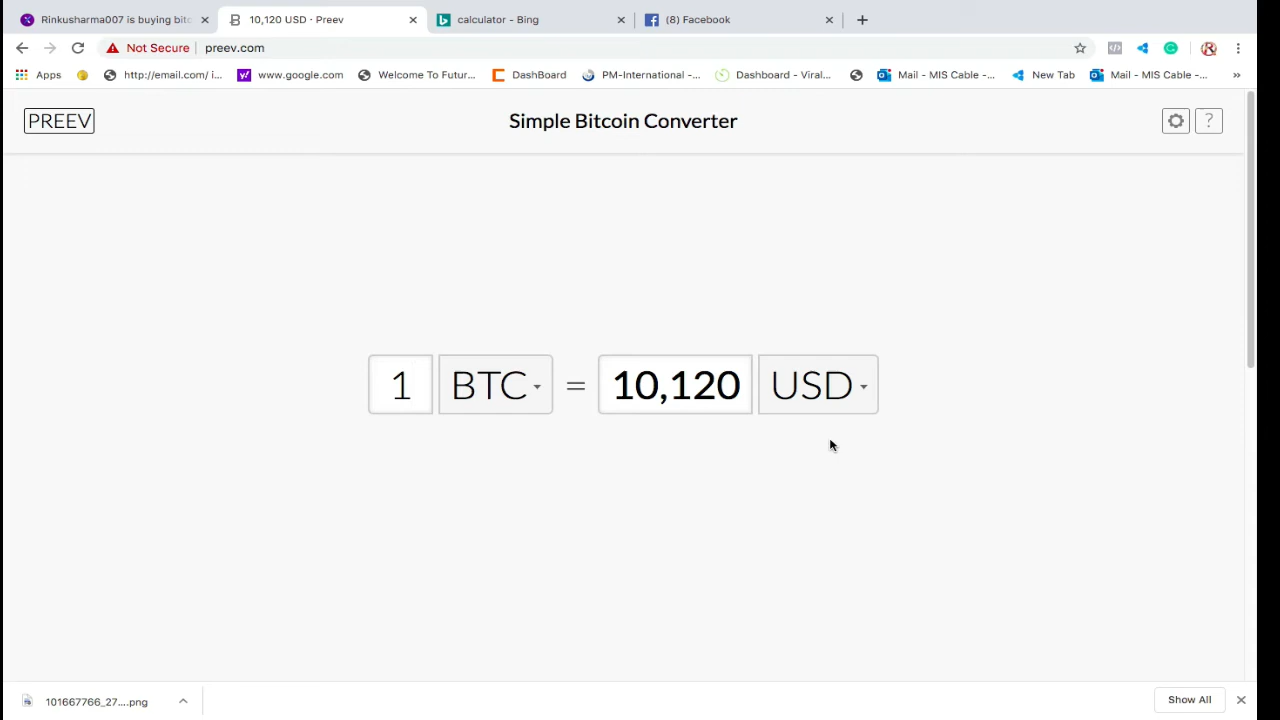 Rinkusharma007 is buying bitc
10,120 USD · Preev
calculator - Bing
(8) Facebook
Not Secure
preev.com
Apps
http://email.com/ i...
www.google.com
Welcome To Futur...
DashBoard
PM-International -...
Dashboard - Viral...
Mail - MIS Cable -...
New Tab
Mail - MIS Cable -...
»
PREEV
Simple Bitcoin Converter
?
1 BTC = 10,120 USD
101667766_27....png
Show All